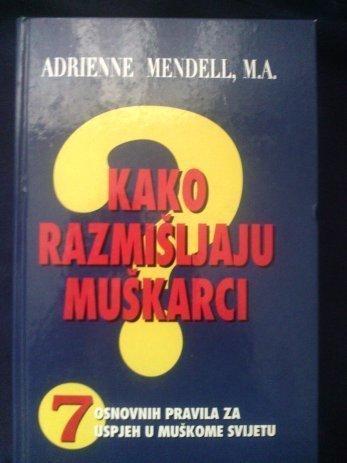 ADRIENNE MENDELL, M.A.
?
KAKO
RAZMIŠLJAJU
MUŠKARCI
7 OSNOVNIH PRAVILA ZA
USPJEH U MUŠKOME SVIJETU